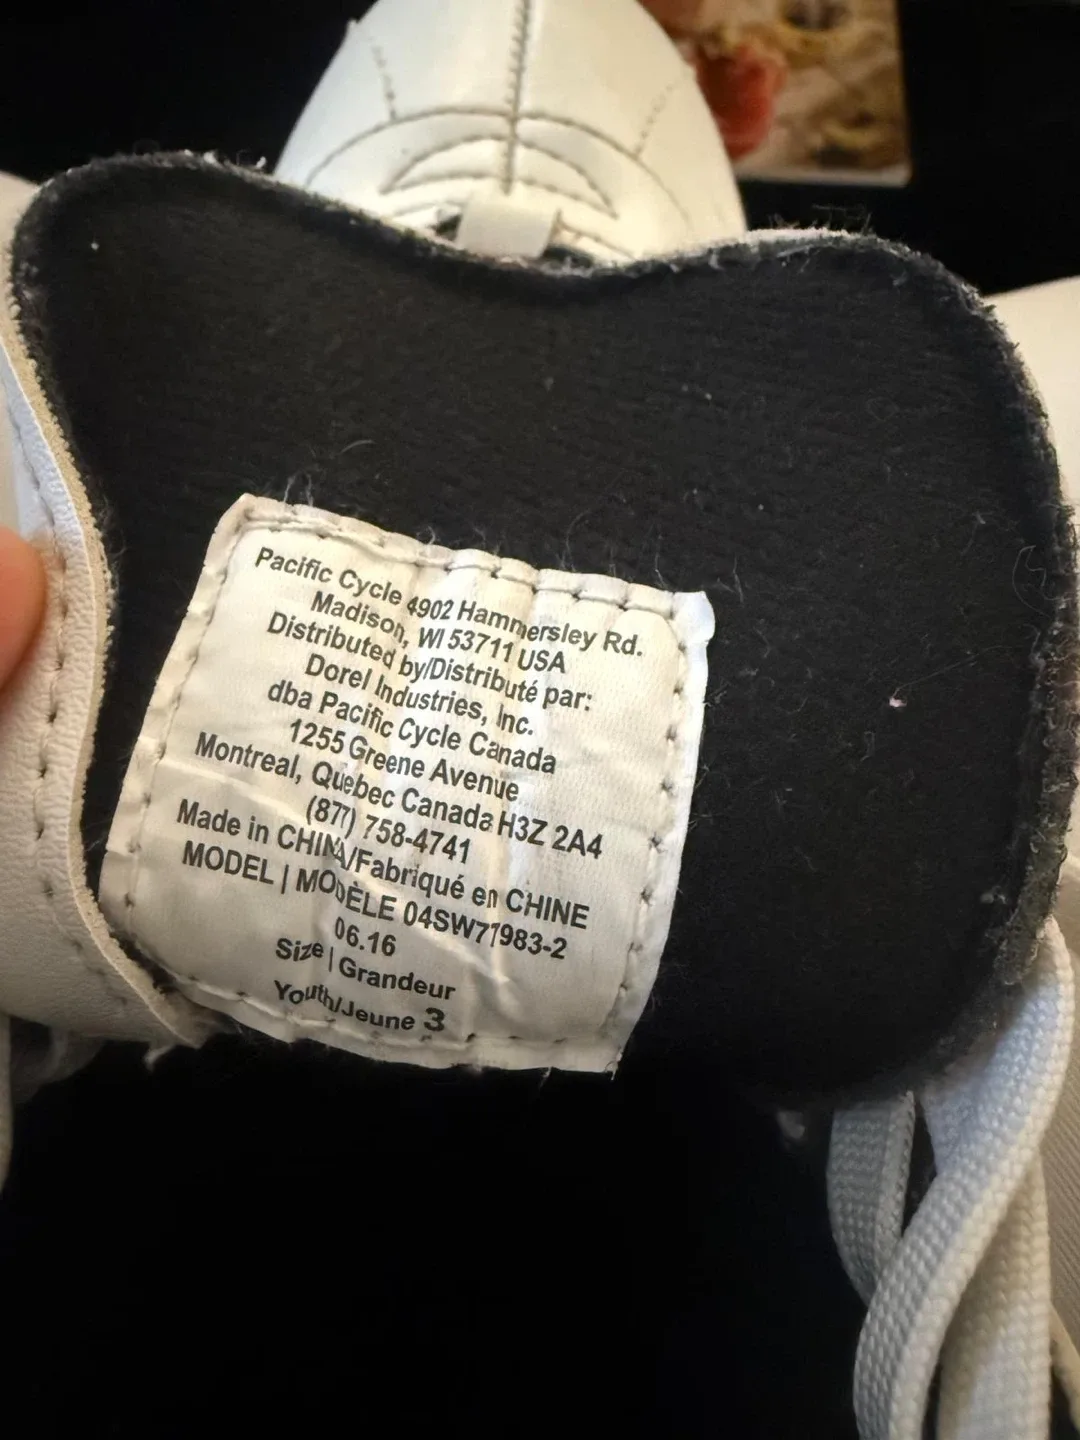 Pacific Cycle 4902 Hammersley Rd.
Madison, WI 53711 USA
Distributed by/Distribué par:
Dorel Industries, Inc.
dba Pacific Cycle Canada
1255 Greene Avenue
Montreal, Quebec Canada H3Z 2A4
(877) 758-4741
Made in CHINA/Fabriqué en CHINE
MODEL | MODÈLE 04SW71983-2
06.16
Size | Grandeur
Youth/Jeune 3